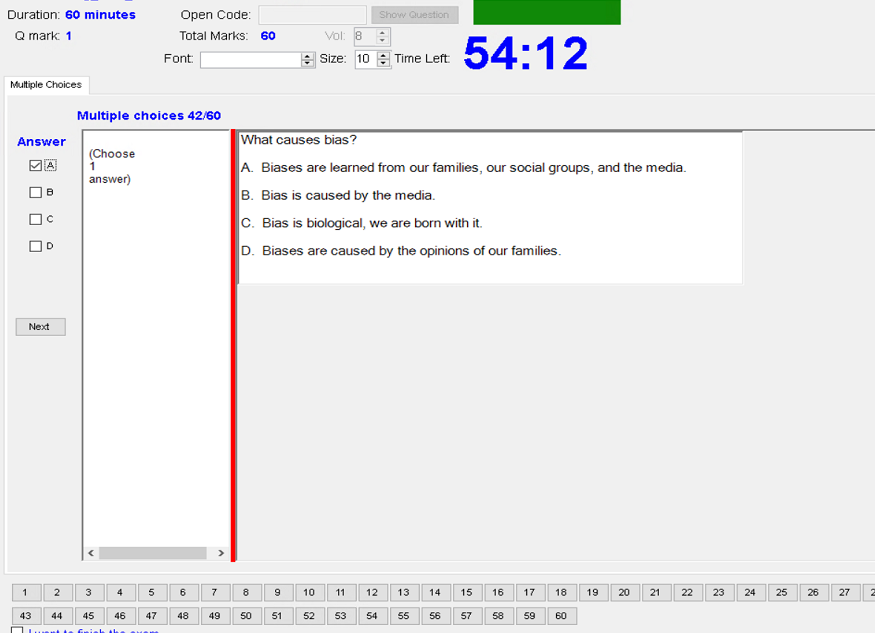 Duration: 60 minutes Open Code: Show Question
Q mark: 1 Total Marks: 60 Vol: 8
Font: Size: 10 Time Left: 54:12
Multiple Choices
Multiple choices 42/60
Answer
A
B
C
D
Next
(Choose
1
answer)
What causes bias?
A. Biases are learned from our families, our social groups, and the media.
B. Bias is caused by the media.
C. Bias is biological, we are born with it.
D. Biases are caused by the opinions of our families.
1 2 3 4 5 6 7 8 9 10 11 12 13 14 15 16 17 18 19 20 21 22 23 24 25 26 27
43 44 45 46 47 48 49 50 51 52 53 54 55 56 57 58 59 60
I want to finish the exam